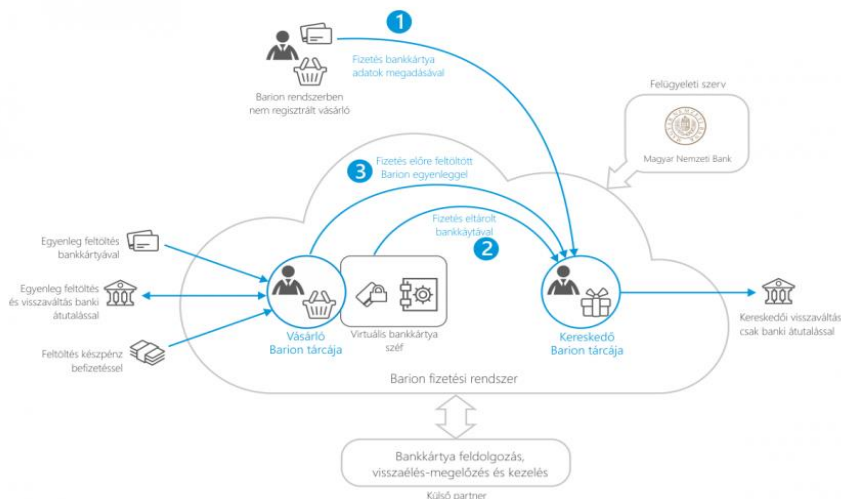 1
Fizetés bankkártya
adatok megadásával
Barion rendszerben
nem regisztrált vásárló
Felügyeleti szerv
Magyar Nemzeti Bank
3
Fizetés előre feltöltött
Barion egyenleggel
Fizetés eltárolt
bankkáytával
2
Egyenleg feltöltés
bankkártyával
Egyenleg feltöltés
és visszaváltás banki
átutalással
Feltöltés készpénz
befizetéssel
Vásárló
Barion tárcája
Virtuális bankkártya
széf
Kereskedő
Barion tárcája
Kereskedői visszaváltás
csak banki átutalással
Barion fizetési rendszer
Bankkártya feldolgozás,
visszaélés-megelőzés és kezelés
Külső partner